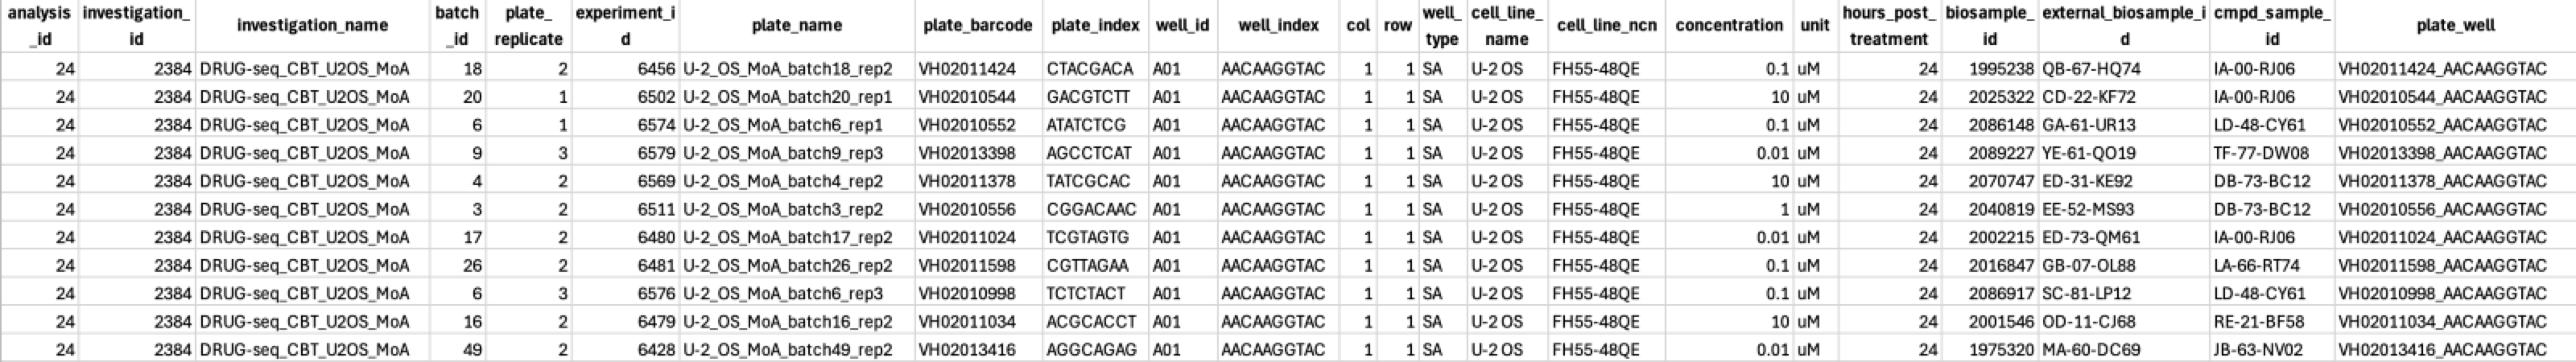 analysis_id investigation_id investigation_name batch_id plate_replicate experiment_id plate_name plate_barcode plate_index well_id well_index col row well_type cell_line_name cell_line_ncn concentration unit hours_post_treatment biosample_id external_biosample_id cmpd_sample_id plate_well
24 2384 DRUG-seq_CBT_U2OS_MoA 18 2 6456 U-2_OS_MoA_batch18_rep2 VH02011424 CTACGACA A01 AACAAGGTAC 1 1 SA U-2 OS FH55-48QE 0.1 uM 24 1995238 QB-67-HQ74 IA-00-RJ06 VH02011424_AACAAGGTAC
24 2384 DRUG-seq_CBT_U2OS_MoA 20 1 6502 U-2_OS_MoA_batch20_rep1 VH02010544 GACGTCTT A01 AACAAGGTAC 1 1 SA U-2 OS FH55-48QE 10 uM 24 2025322 CD-22-KF72 IA-00-RJ06 VH02010544_AACAAGGTAC
24 2384 DRUG-seq_CBT_U2OS_MoA 6 1 6574 U-2_OS_MoA_batch6_rep1 VH02010552 ATATCTCG A01 AACAAGGTAC 1 1 SA U-2 OS FH55-48QE 0.1 uM 24 2086148 GA-61-UR13 LD-48-CY61 VH02010552_AACAAGGTAC
24 2384 DRUG-seq_CBT_U2OS_MoA 9 3 6579 U-2_OS_MoA_batch9_rep3 VH02013398 AGCCTCAT A01 AACAAGGTAC 1 1 SA U-2 OS FH55-48QE 0.01 uM 24 2089227 YE-61-QO19 TF-77-DW08 VH02013398_AACAAGGTAC
24 2384 DRUG-seq_CBT_U2OS_MoA 4 2 6569 U-2_OS_MoA_batch4_rep2 VH02011378 TATCGCAC A01 AACAAGGTAC 1 1 SA U-2 OS FH55-48QE 10 uM 24 2070747 ED-31-KE92 DB-73-BC12 VH02011378_AACAAGGTAC
24 2384 DRUG-seq_CBT_U2OS_MoA 3 2 6511 U-2_OS_MoA_batch3_rep2 VH02010556 CGGACAAC A01 AACAAGGTAC 1 1 SA U-2 OS FH55-48QE 1 uM 24 2040819 EE-52-MS93 DB-73-BC12 VH02010556_AACAAGGTAC
24 2384 DRUG-seq_CBT_U2OS_MoA 17 2 6480 U-2_OS_MoA_batch17_rep2 VH02011024 TCGTAGTG A01 AACAAGGTAC 1 1 SA U-2 OS FH55-48QE 0.01 uM 24 2002215 ED-73-QM61 IA-00-RJ06 VH02011024_AACAAGGTAC
24 2384 DRUG-seq_CBT_U2OS_MoA 26 2 6481 U-2_OS_MoA_batch26_rep2 VH02011598 CGTTAGAA A01 AACAAGGTAC 1 1 SA U-2 OS FH55-48QE 0.1 uM 24 2016847 GB-07-OL88 LA-66-RT74 VH02011598_AACAAGGTAC
24 2384 DRUG-seq_CBT_U2OS_MoA 6 3 6576 U-2_OS_MoA_batch6_rep3 VH02010998 TCTCTACT A01 AACAAGGTAC 1 1 SA U-2 OS FH55-48QE 0.1 uM 24 2086917 SC-81-LP12 LD-48-CY61 VH02010998_AACAAGGTAC
24 2384 DRUG-seq_CBT_U2OS_MoA 16 2 6479 U-2_OS_MoA_batch16_rep2 VH02011034 ACGCACCT A01 AACAAGGTAC 1 1 SA U-2 OS FH55-48QE 10 uM 24 2001546 OD-11-CJ68 RE-21-BF58 VH02011034_AACAAGGTAC
24 2384 DRUG-seq_CBT_U2OS_MoA 49 2 6428 U-2_OS_MoA_batch49_rep2 VH02013416 AGGCAGAG A01 AACAAGGTAC 1 1 SA U-2 OS FH55-48QE 0.01 uM 24 1975320 MA-60-DC69 JB-63-NV02 VH02013416_AACAAGGTAC